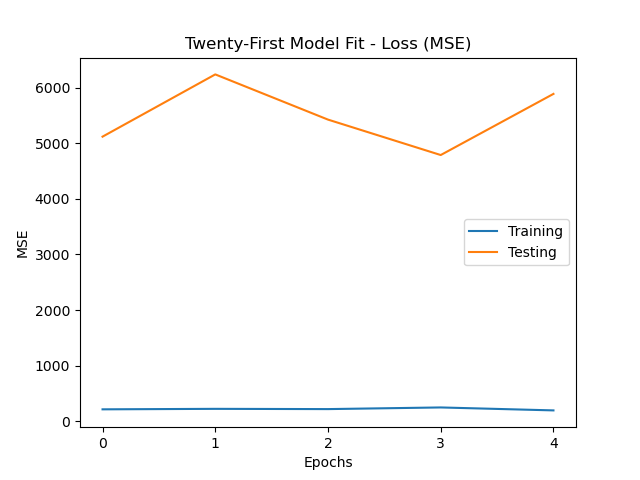 Twenty-First Model Fit - Loss (MSE)
6000
5000
4000
3000
2000
1000
0
MSE
Training
Testing
0 1 2 3 4
Epochs